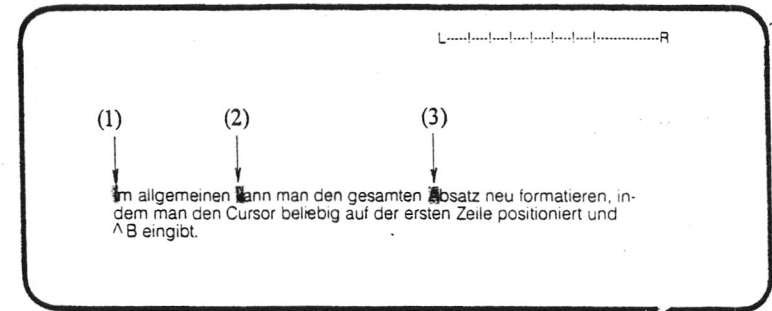 L-----!----!----!----!----!----!----!---------------R
(1) (2) (3)
Im allgemeinen kann man den gesamten Absatz neu formatieren, in-
dem man den Cursor beliebig auf der ersten Zeile positioniert und
^B eingibt.